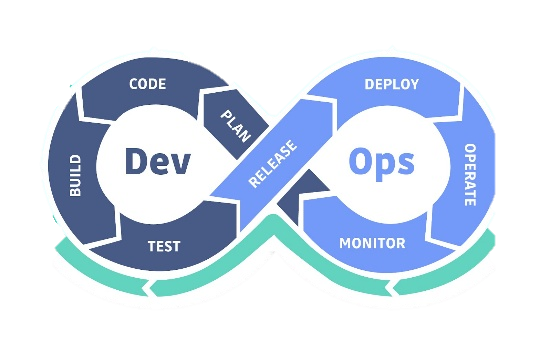 CODE
PLAN
BUILD
Dev
TEST
RELEASE
DEPLOY
Ops
OPERATE
MONITOR